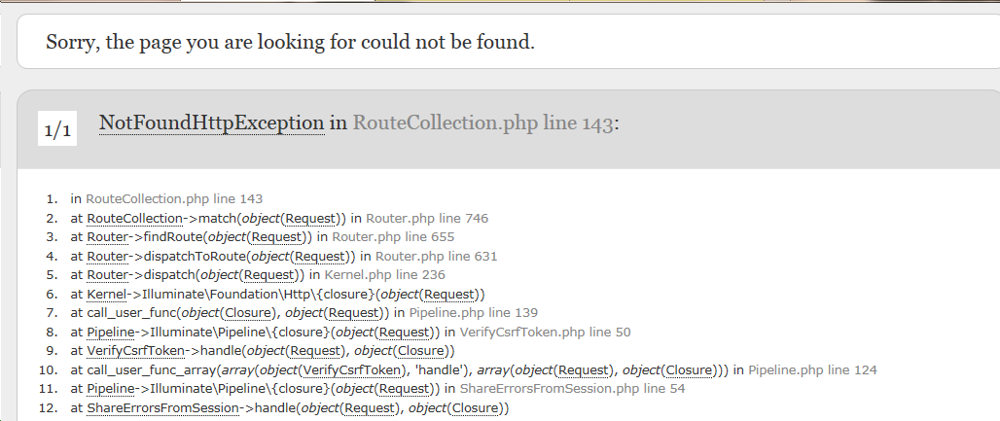 Sorry, the page you are looking for could not be found.
1/1 NotFoundHttpException in RouteCollection.php line 143:
1. in RouteCollection.php line 143
2. at RouteCollection->match(object(Request)) in Router.php line 746
3. at Router->findRoute(object(Request)) in Router.php line 655
4. at Router->dispatchToRoute(object(Request)) in Router.php line 631
5. at Router->dispatch(object(Request)) in Kernel.php line 236
6. at Kernel->Illuminate\Foundation\Http\{closure}(object(Request))
7. at call_user_func(object(Closure), object(Request)) in Pipeline.php line 139
8. at Pipeline->Illuminate\Pipeline\{closure}(object(Request)) in VerifyCsrfToken.php line 50
9. at VerifyCsrfToken->handle(object(Request), object(Closure))
10. at call_user_func_array(array(object(VerifyCsrfToken), 'handle'), array(object(Request), object(Closure))) in Pipeline.php line 124
11. at Pipeline->Illuminate\Pipeline\{closure}(object(Request)) in ShareErrorsFromSession.php line 54
12. at ShareErrorsFromSession->handle(object(Request), object(Closure))